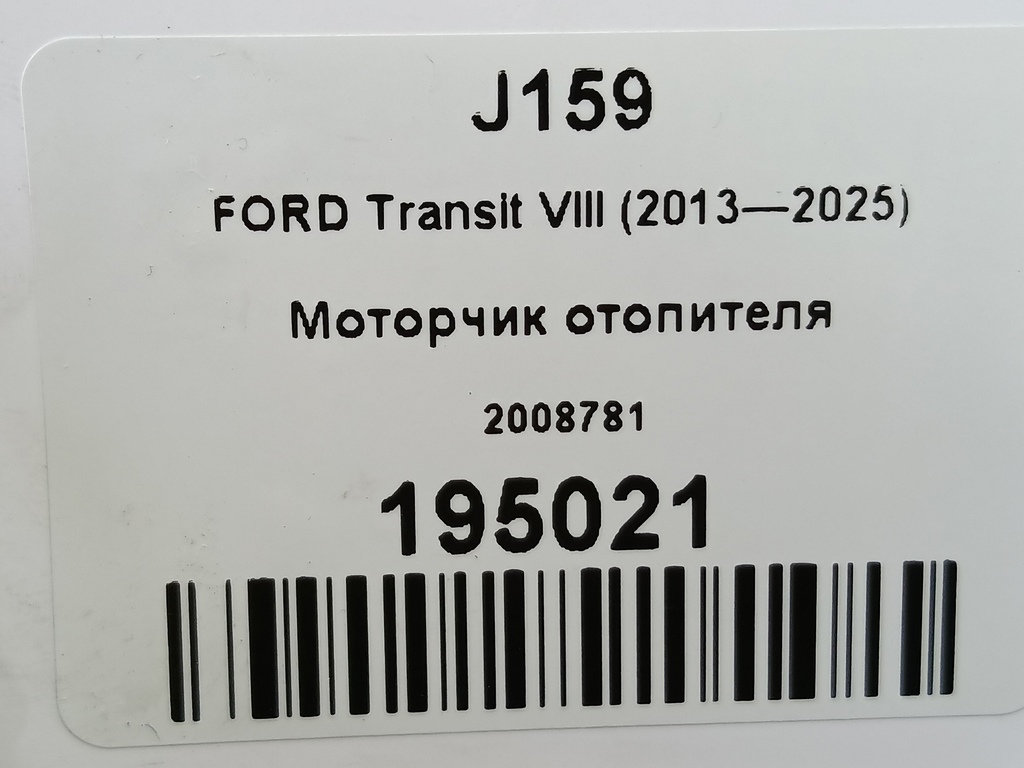 J159
FORD Transit VIII (2013—2025)
Моторчик отопителя
2008781
195021